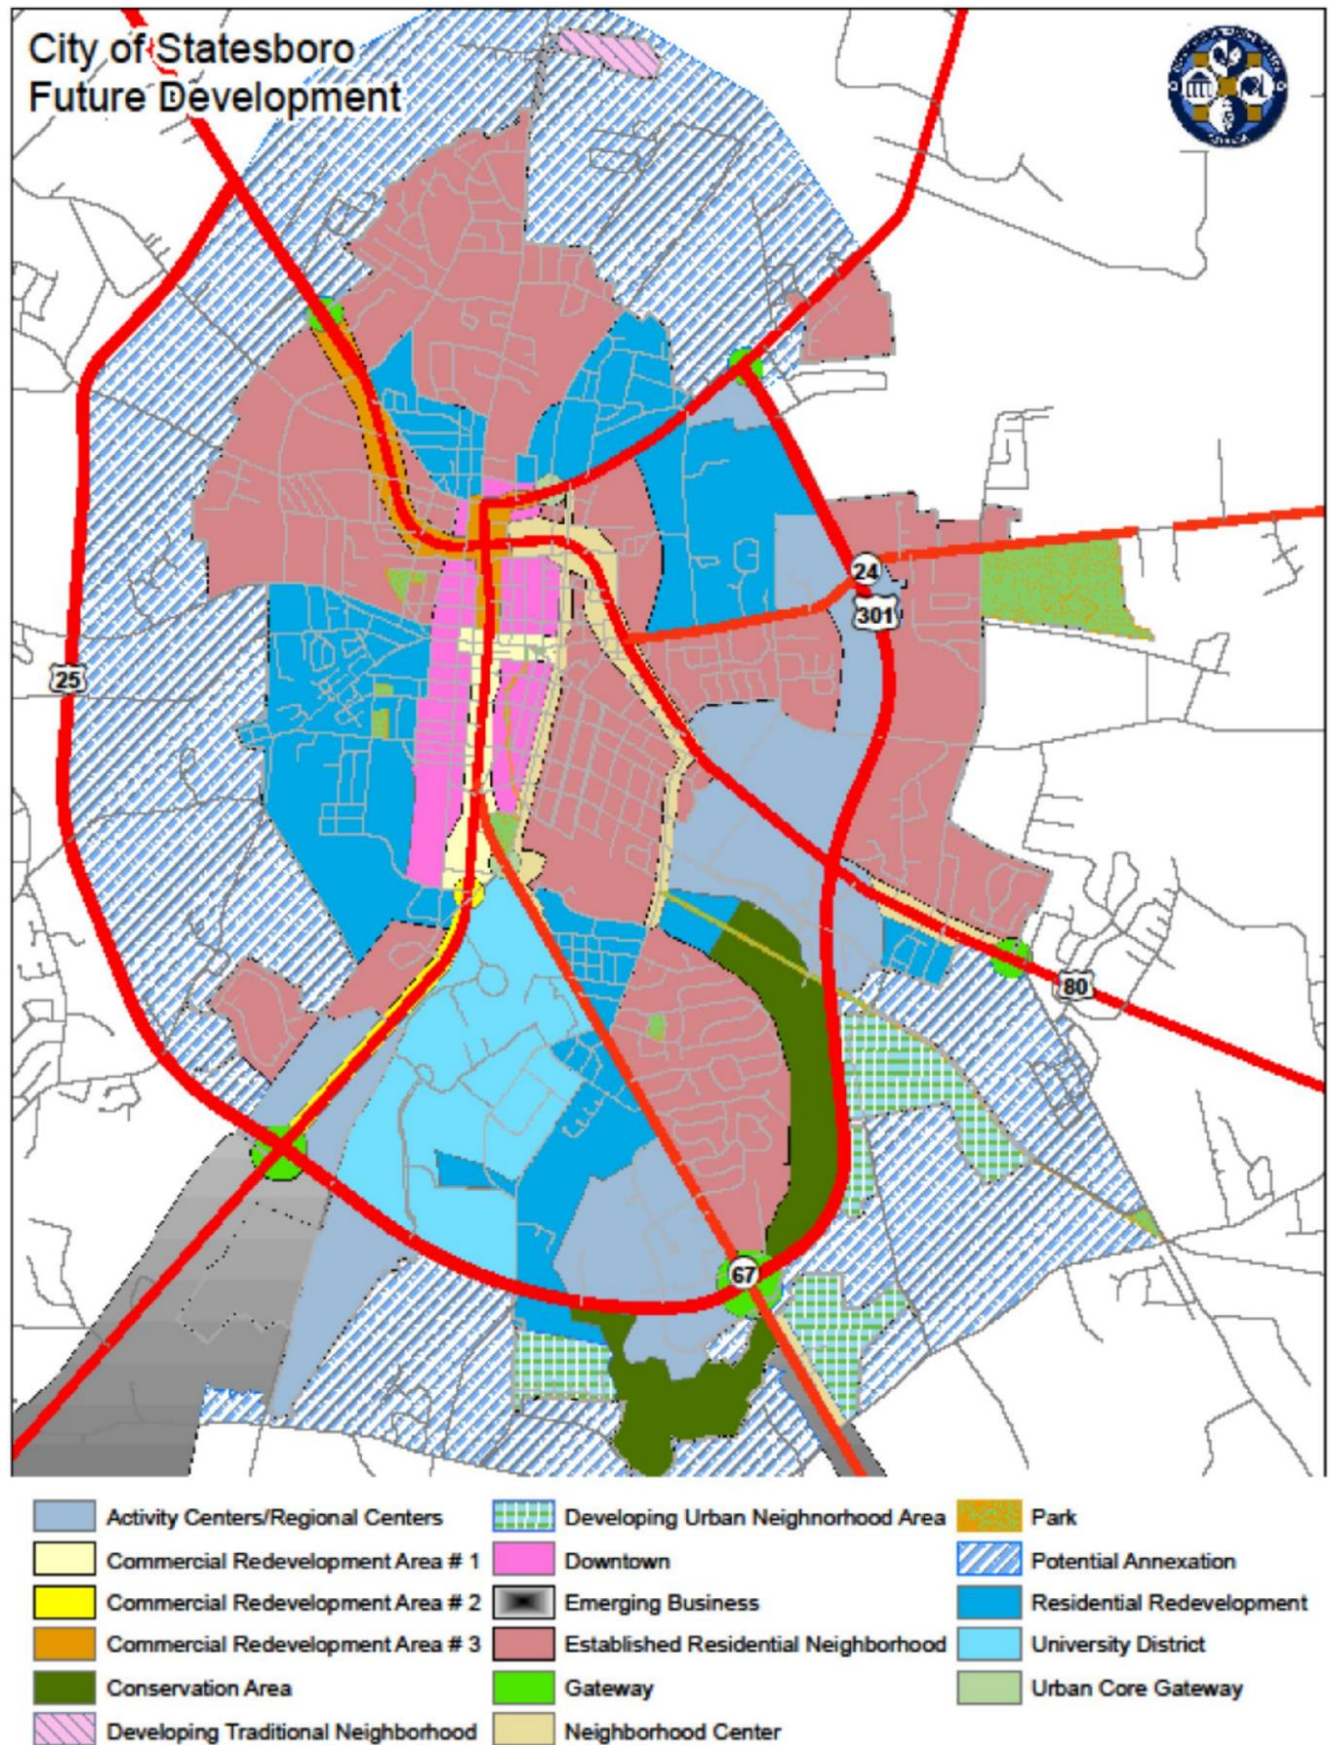 City of Statesboro
Future Development
24
301
25
80
67
Activity Centers/Regional Centers
Commercial Redevelopment Area # 1
Commercial Redevelopment Area # 2
Commercial Redevelopment Area # 3
Conservation Area
Developing Traditional Neighborhood
Developing Urban Neighnorhood Area
Downtown
Emerging Business
Established Residential Neighborhood
Gateway
Neighborhood Center
Park
Potential Annexation
Residential Redevelopment
University District
Urban Core Gateway